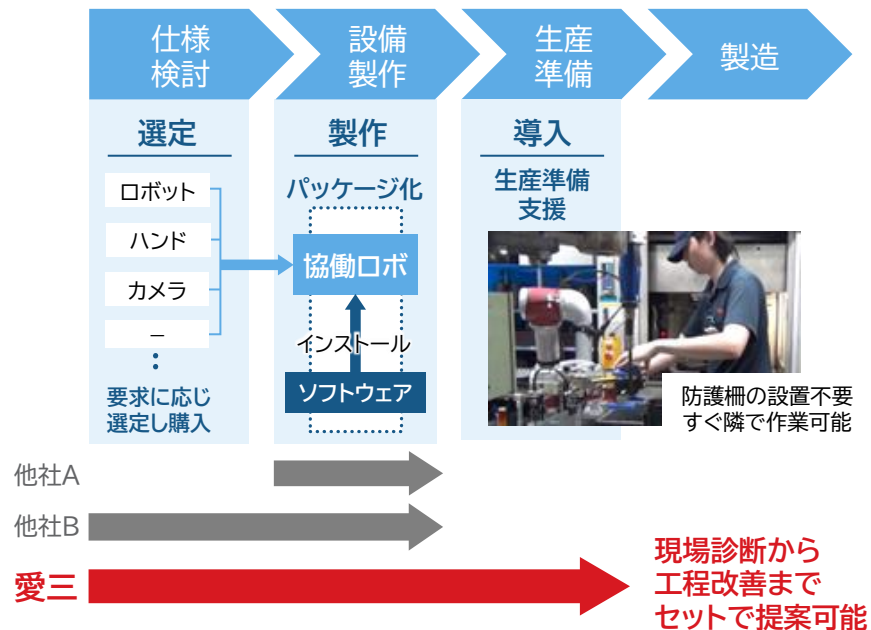 仕様
検討
設備
製作
生産
準備
製造
選定
ロボット
ハンド
カメラ
－
︙
要求に応じ
選定し購入
製作
パッケージ化
協働ロボ
インストール
ソフトウェア
導入
生産準備
支援
防護柵の設置不要
すぐ隣で作業可能
他社A
他社B
愛三
現場診断から
工程改善まで
セットで提案可能